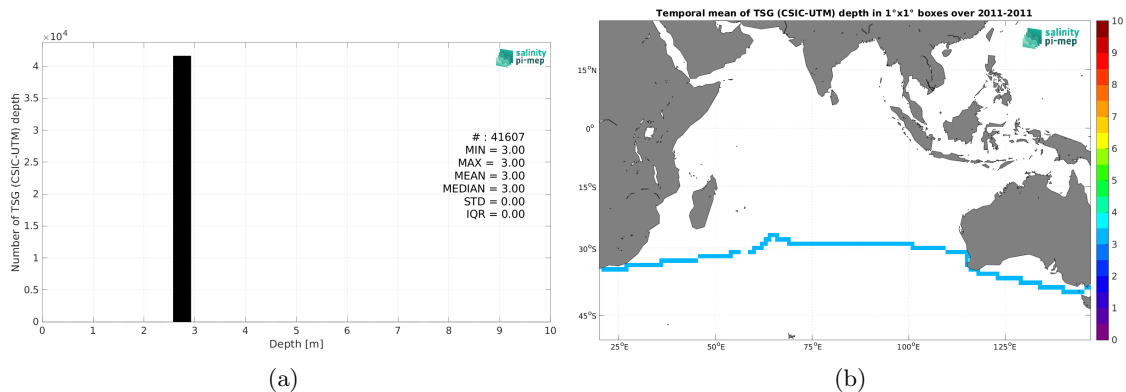 ×10⁴
4
3.5
3
2.5
2
1.5
1
0.5
0
Number of TSG (CSIC-UTM) depth
0 1 2 3 4 5 6 7 8 9 10
Depth [m]
salinity
pi-mep
# : 41607
MIN = 3.00
MAX = 3.00
MEAN = 3.00
MEDIAN = 3.00
STD = 0.00
IQR = 0.00
(a)
Temporal mean of TSG (CSIC-UTM) depth in 1°x1° boxes over 2011-2011
salinity
pi-mep
15°N
0°
15°S
30°S
45°S
25°E 50°E 75°E 100°E 125°E
10
9
8
7
6
5
4
3
2
1
0
(b)